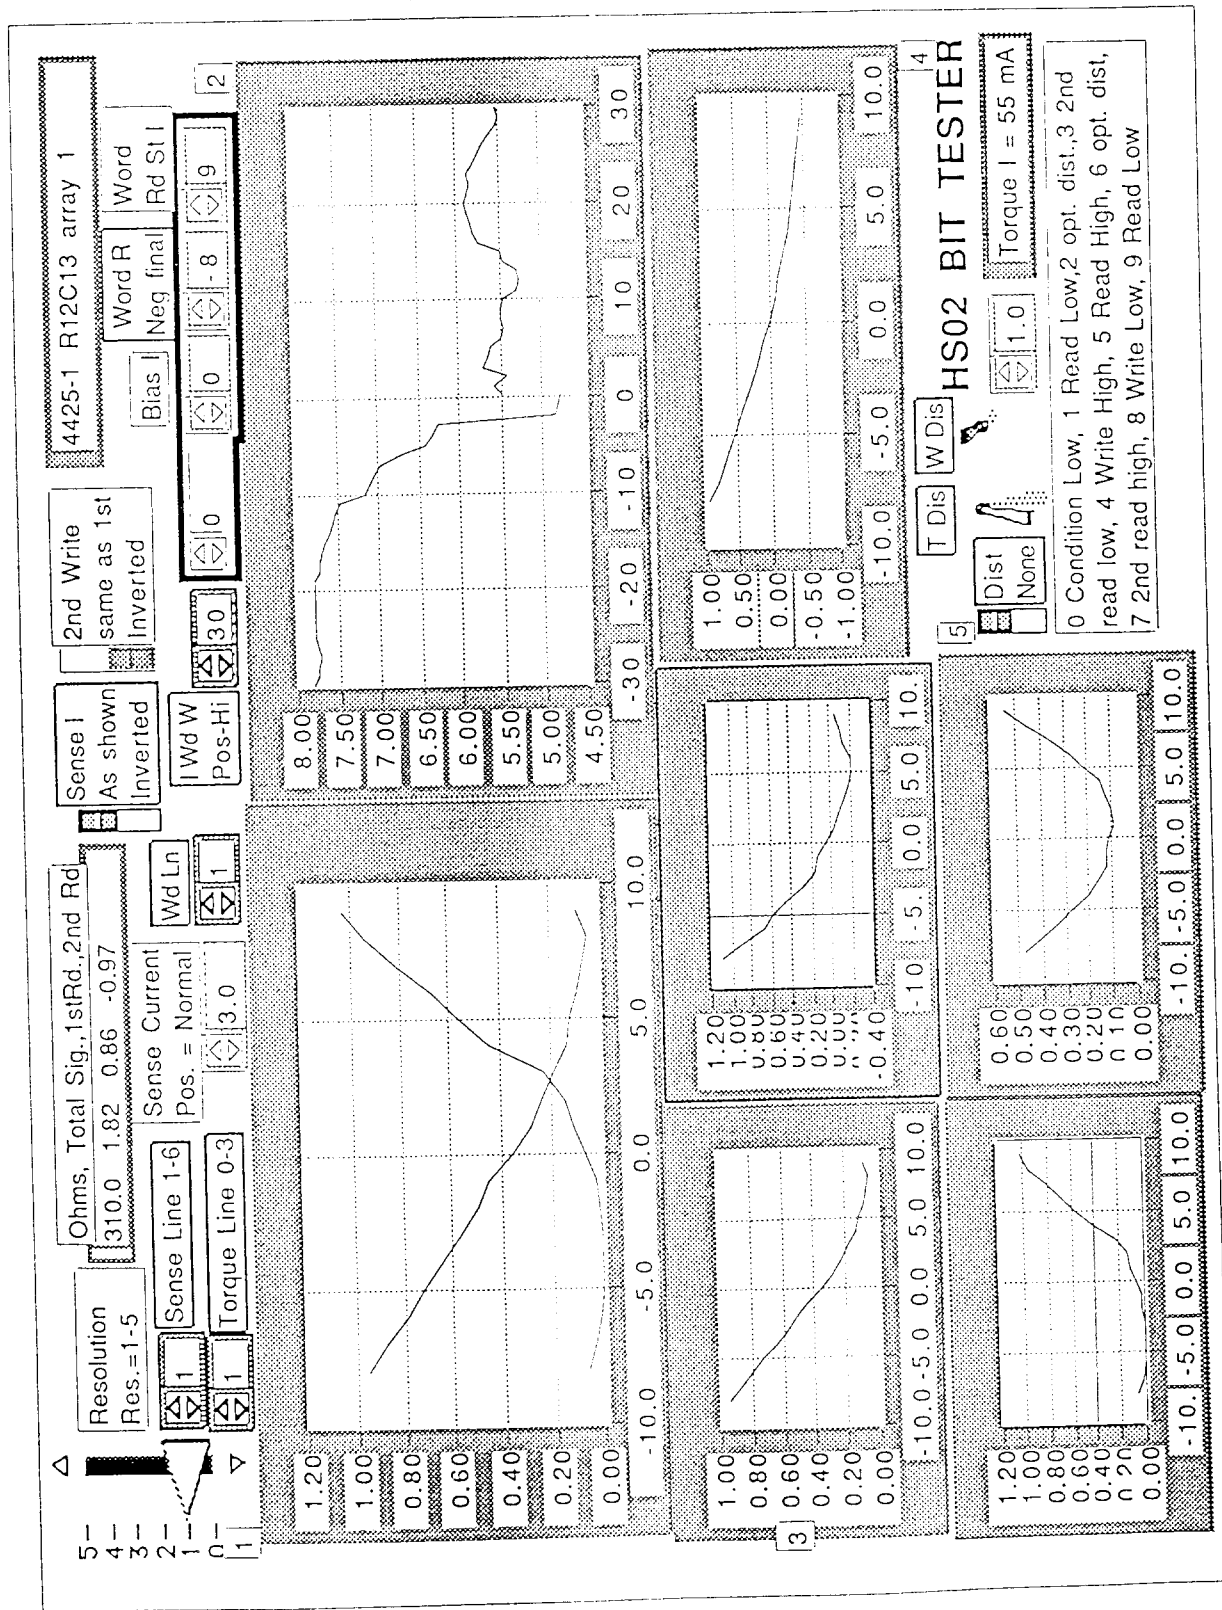 4425-1 R12C13 array 1
Ohms, Total Sig.,1stRd.,2nd Rd
310.0 1.82 0.86 -0.97
Resolution
Res.=1-5
5-
4-
3-
2-
1-
0-
Sense Line 1-6
1
Torque Line 0-3
1
Sense Current
Pos. = Normal
3.0
Wd Ln
1
Sense I
As shown
Inverted
2nd Write
same as 1st
Inverted
I Wd W
Pos-Hi
30
Bias I
Word R
Neg final
Word
Rd St I
0
0
-8
9
1
1.20
1.00
0.80
0.60
0.40
0.20
0.00
-10.0 -5.0 0.0 5.0 10.0
2
8.00
7.50
7.00
6.50
6.00
5.50
5.00
4.50
-30 -20 -10 0 10 20 30
3
1.00
0.80
0.60
0.40
0.20
0.00
-10.0 -5.0 0.0 5.0 10.0
1.20
1.00
0.80
0.60
0.40
0.20
0.00
-0.40
-10 -5. 0.0 5.0 10.
4
1.00
0.50
0.00
-0.50
-1.00
-10.0 -5.0 0.0 5.0 10.0
1.20
1.00
0.80
0.60
0.40
0.20
0.00
-10. -5.0 0.0 5.0 10.0
0.60
0.50
0.40
0.30
0.20
0.10
0.00
-10. -5.0 0.0 5.0 10.0
5
Dist
None
T Dis
W Dis
HS02 BIT TESTER
1.0
Torque I = 55 mA
0 Condition Low, 1 Read Low,2 opt. dist.,3 2nd
read low, 4 Write High, 5 Read High, 6 opt. dist,
7 2nd read high, 8 Write Low, 9 Read Low